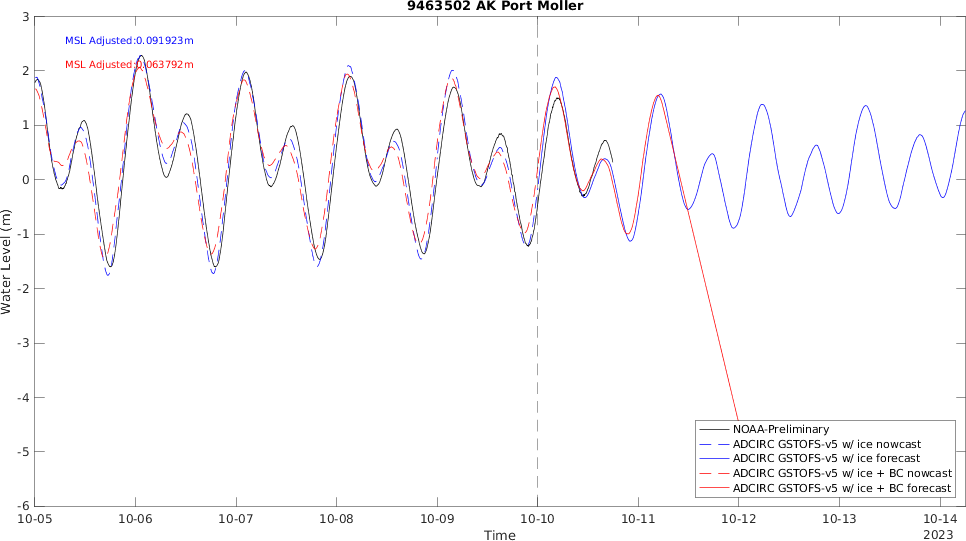 9463502 AK Port Moller
MSL Adjusted:0.091923m
MSL Adjusted:0.063792m
3
2
1
0
-1
-2
-3
-4
-5
-6
Water Level (m)
NOAA-Preliminary
ADCIRC GSTOFS-v5 w/ ice nowcast
ADCIRC GSTOFS-v5 w/ ice forecast
ADCIRC GSTOFS-v5 w/ ice + BC nowcast
ADCIRC GSTOFS-v5 w/ ice + BC forecast
10-05 10-06 10-07 10-08 10-09 10-10 10-11 10-12 10-13 10-14
Time
2023